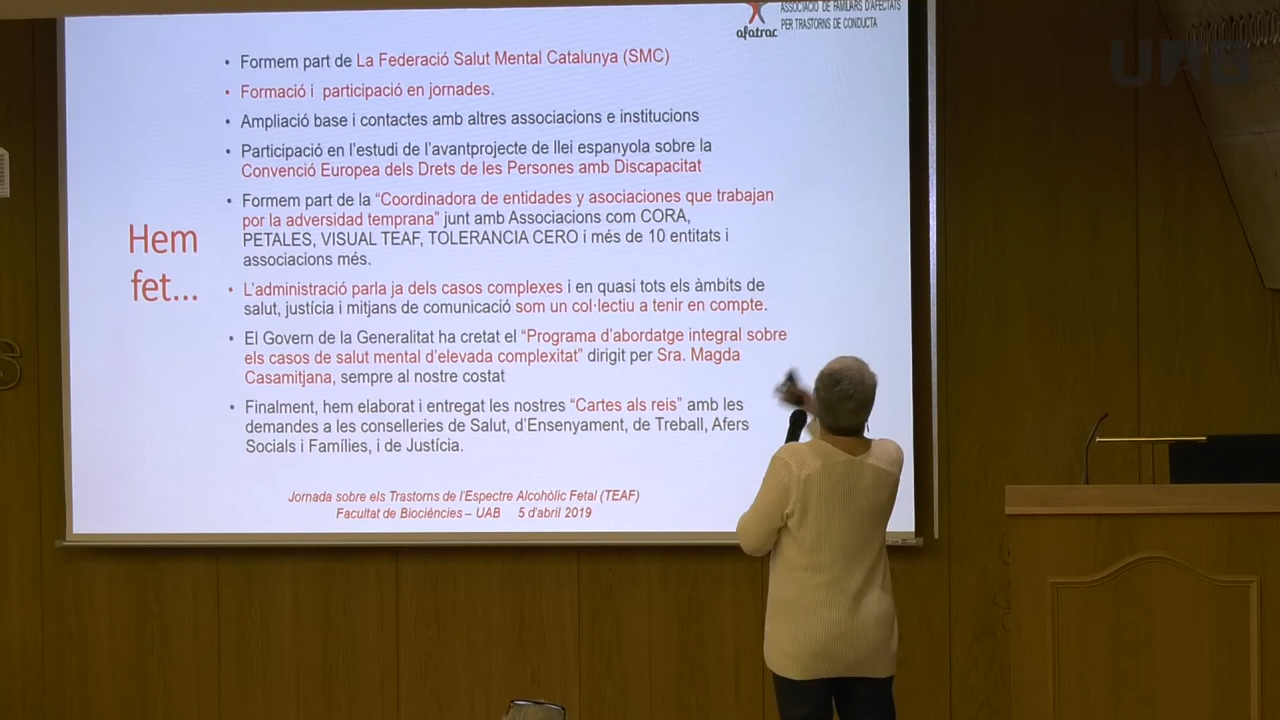 ASSOCIACIÓ DE FAMILIARS D'AFECTATS
PER TRASTORNS DE CONDUCTA
afatrac
UAB
• Formem part de La Federació Salut Mental Catalunya (SMC)
• Formació i participació en jornades.
• Ampliació base i contactes amb altres associacions e institucions
• Participació en l'estudi de l'avantprojecte de llei espanyola sobre la
Convenció Europea dels Drets de les Persones amb Discapacitat
• Formem part de la “Coordinadora de entidades y asociaciones que trabajan
por la adversidad temprana” junt amb Associacions com CORA,
PETALES, VISUAL TEAF, TOLERANCIA CERO i més de 10 entitats i
associacions més.
Hem
fet...
• L'administració parla ja dels casos complexes i en quasi tots els àmbits de
salut, justícia i mitjans de comunicació som un col·lectiu a tenir en compte.
• El Govern de la Generalitat ha cretat el “Programa d'abordatge integral sobre
els casos de salut mental d'elevada complexitat” dirigit per Sra. Magda
Casamitjana, sempre al nostre costat
• Finalment, hem elaborat i entregat les nostres “Cartes als reis” amb les
demandes a les conselleries de Salut, d'Ensenyament, de Treball, Afers
Socials i Famílies, i de Justícia.
Jornada sobre els Trastorns de l'Espectre Alcohòlic Fetal (TEAF)
Facultat de Biociències – UAB 5 d'abril 2019